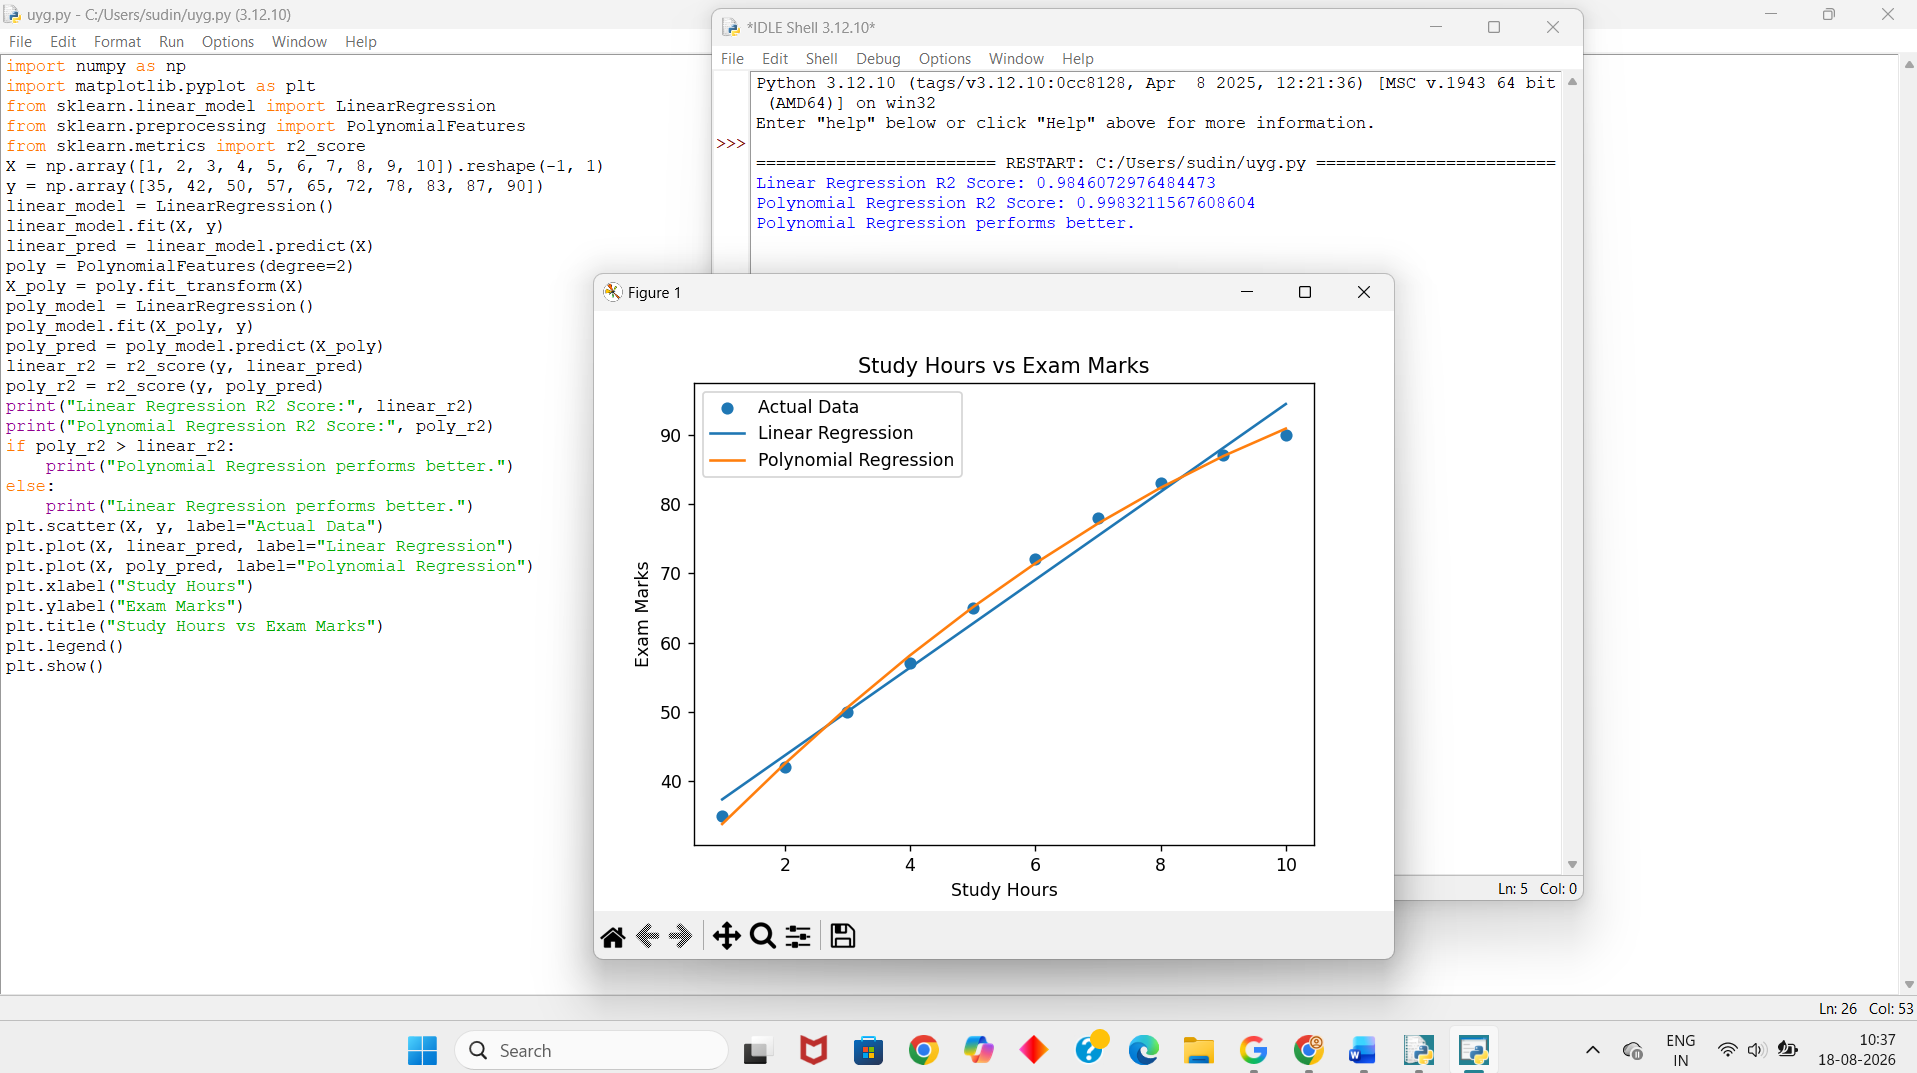 uyg.py - C:/Users/sudin/uyg.py (3.12.10)
File Edit Format Run Options Window Help
import numpy as np
import matplotlib.pyplot as plt
from sklearn.linear_model import LinearRegression
from sklearn.preprocessing import PolynomialFeatures
from sklearn.metrics import r2_score
X = np.array([1, 2, 3, 4, 5, 6, 7, 8, 9, 10]).reshape(-1, 1)
y = np.array([35, 42, 50, 57, 65, 72, 78, 83, 87, 90])
linear_model = LinearRegression()
linear_model.fit(X, y)
linear_pred = linear_model.predict(X)
poly = PolynomialFeatures(degree=2)
X_poly = poly.fit_transform(X)
poly_model = LinearRegression()
poly_model.fit(X_poly, y)
poly_pred = poly_model.predict(X_poly)
linear_r2 = r2_score(y, linear_pred)
poly_r2 = r2_score(y, poly_pred)
print("Linear Regression R2 Score:", linear_r2)
print("Polynomial Regression R2 Score:", poly_r2)
if poly_r2 > linear_r2:
    print("Polynomial Regression performs better.")
else:
    print("Linear Regression performs better.")
plt.scatter(X, y, label="Actual Data")
plt.plot(X, linear_pred, label="Linear Regression")
plt.plot(X, poly_pred, label="Polynomial Regression")
plt.xlabel("Study Hours")
plt.ylabel("Exam Marks")
plt.title("Study Hours vs Exam Marks")
plt.legend()
plt.show()
*IDLE Shell 3.12.10*
File Edit Shell Debug Options Window Help
Python 3.12.10 (tags/v3.12.10:0cc8128, Apr  8 2025, 12:21:36) [MSC v.1943 64 bit
 (AMD64)] on win32
Enter "help" below or click "Help" above for more information.
>>>
======================== RESTART: C:/Users/sudin/uyg.py ========================
Linear Regression R2 Score: 0.9846072976484473
Polynomial Regression R2 Score: 0.9983211567608604
Polynomial Regression performs better.
Figure 1
Study Hours vs Exam Marks
Actual Data
Linear Regression
Polynomial Regression
90
80
70
60
50
40
Exam Marks
2 4 6 8 10
Study Hours
Ln: 5 Col: 0
Ln: 26 Col: 53
Search
ENG
IN
10:37
18-08-2026